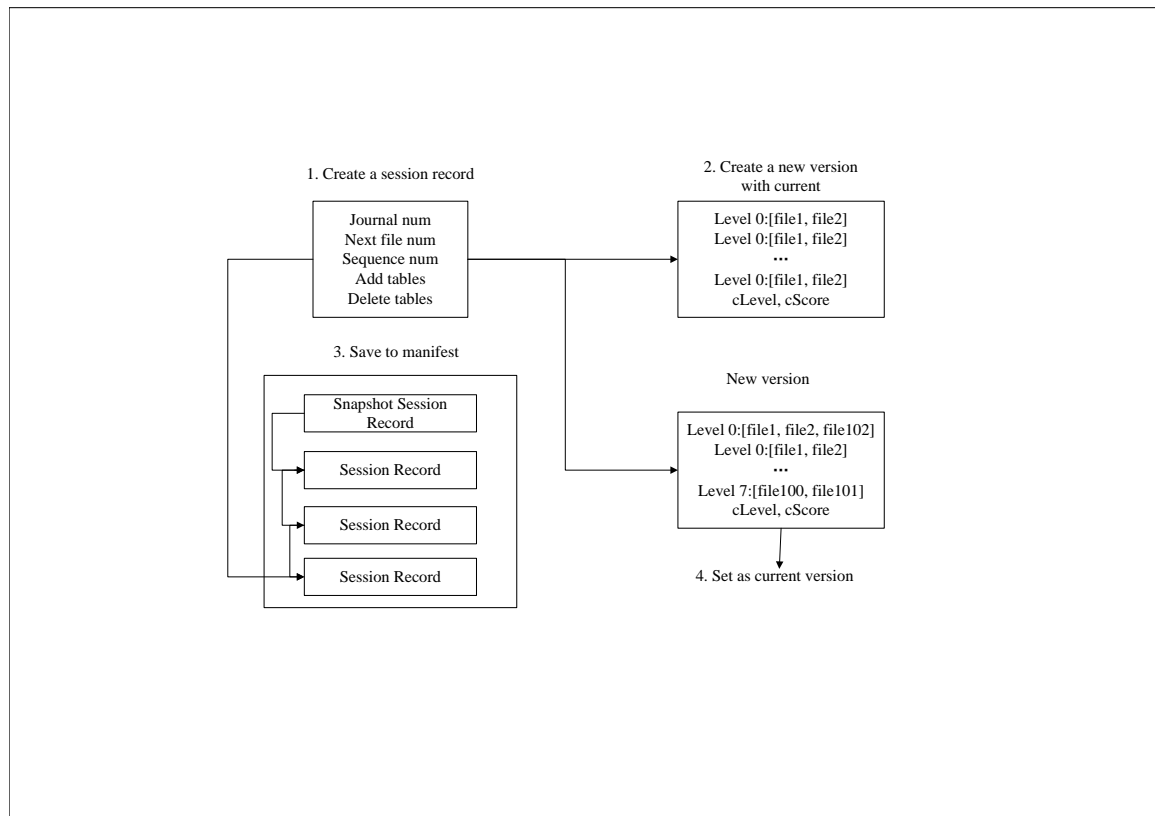 1. Create a session record
Journal num
Next file num
Sequence num
Add tables
Delete tables
2. Create a new version
with current
Level 0:[file1, file2]
Level 0:[file1, file2]
...
Level 0:[file1, file2]
cLevel, cScore
3. Save to manifest
Snapshot Session
Record
Session Record
Session Record
Session Record
New version
Level 0:[file1, file2, file102]
Level 0:[file1, file2]
...
Level 7:[file100, file101]
cLevel, cScore
4. Set as current version